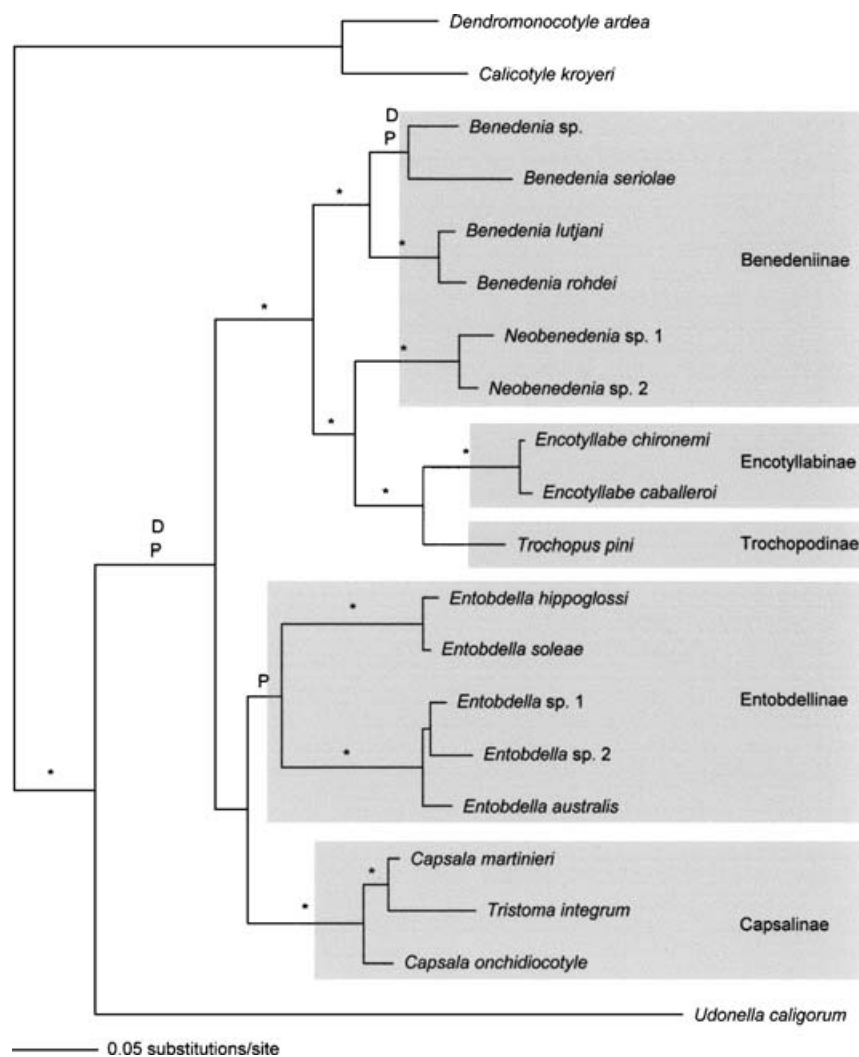 Dendromonocotyle ardea
Calicotyle kroyeri
D
P
Benedenia sp.
Benedenia seriolae
*
Benedenia lutjani
*
Benedeniinae
Benedenia rohdei
*
Neobenedenia sp. 1
*
Neobenedenia sp. 2
*
Encotyllabe chironemi
*
Encotyllabinae
Encotyllabe caballeroi
*
Trochopus pini
Trochopodinae
D
P
Entobdella hippoglossi
*
Entobdella soleae
P
Entobdella sp. 1
Entobdellinae
Entobdella sp. 2
*
Entobdella australis
*
Capsala martinieri
*
Tristoma integrum
*
Capsalinae
Capsala onchidiocotyle
Udonella caligorum
0.05 substitutions/site